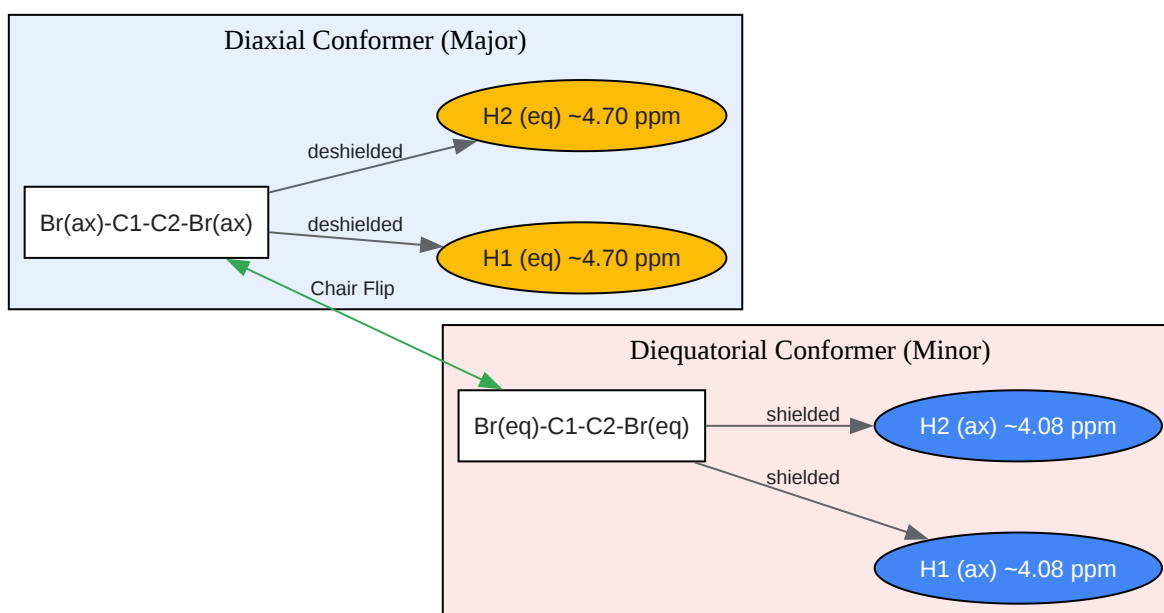 Diaxial Conformer (Major)
H2 (eq) ~4.70 ppm
deshielded
Br(ax)-C1-C2-Br(ax)
deshielded
H1 (eq) ~4.70 ppm
Chair Flip
Diequatorial Conformer (Minor)
Br(eq)-C1-C2-Br(eq)
shielded
H2 (ax) ~4.08 ppm
shielded
H1 (ax) ~4.08 ppm